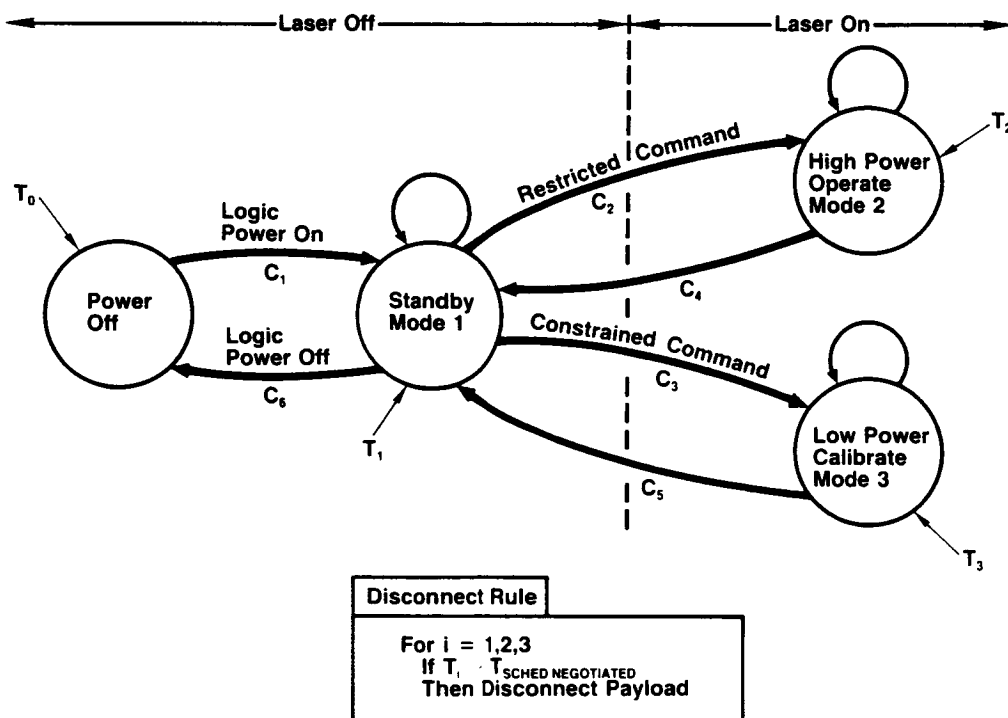 Laser Off
Laser On
T₀
Logic
Power On
C₁
Power
Off
Logic
Power Off
C₆
Standby
Mode 1
T₁
Restricted Command
C₂
C₄
High Power
Operate
Mode 2
T₂
Constrained Command
C₃
C₅
Low Power
Calibrate
Mode 3
T₃
Disconnect Rule
For i = 1,2,3
If Tᵢ T_SCHED NEGOTIATED
Then Disconnect Payload